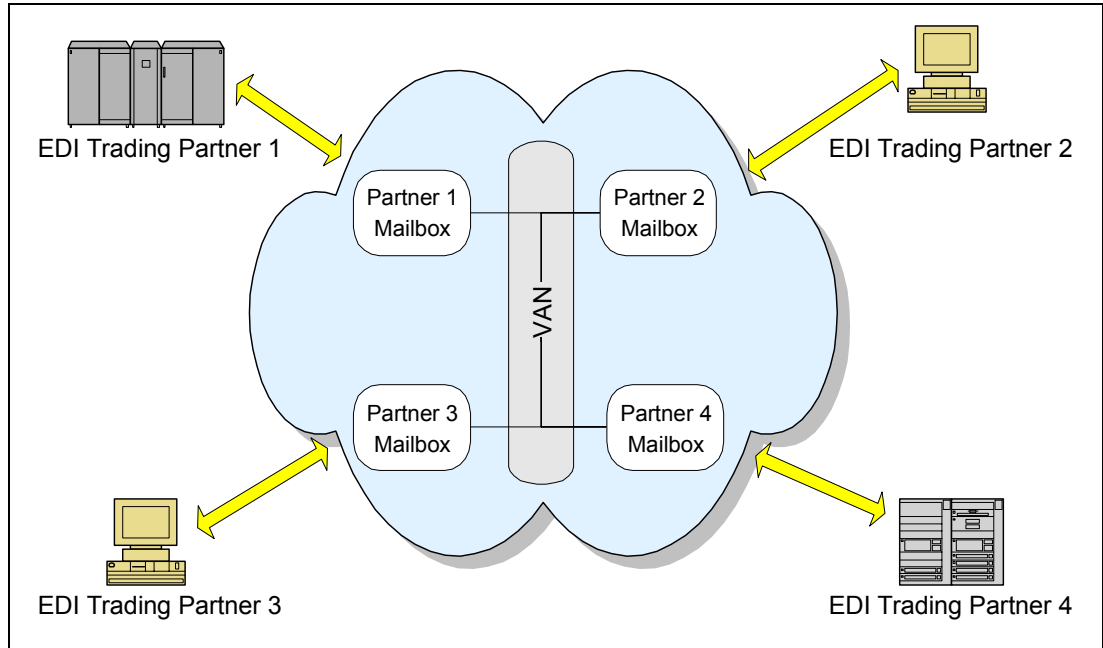 EDI Trading Partner 1
EDI Trading Partner 2
Partner 1
Mailbox
Partner 2
Mailbox
VAN
Partner 3
Mailbox
Partner 4
Mailbox
EDI Trading Partner 3
EDI Trading Partner 4